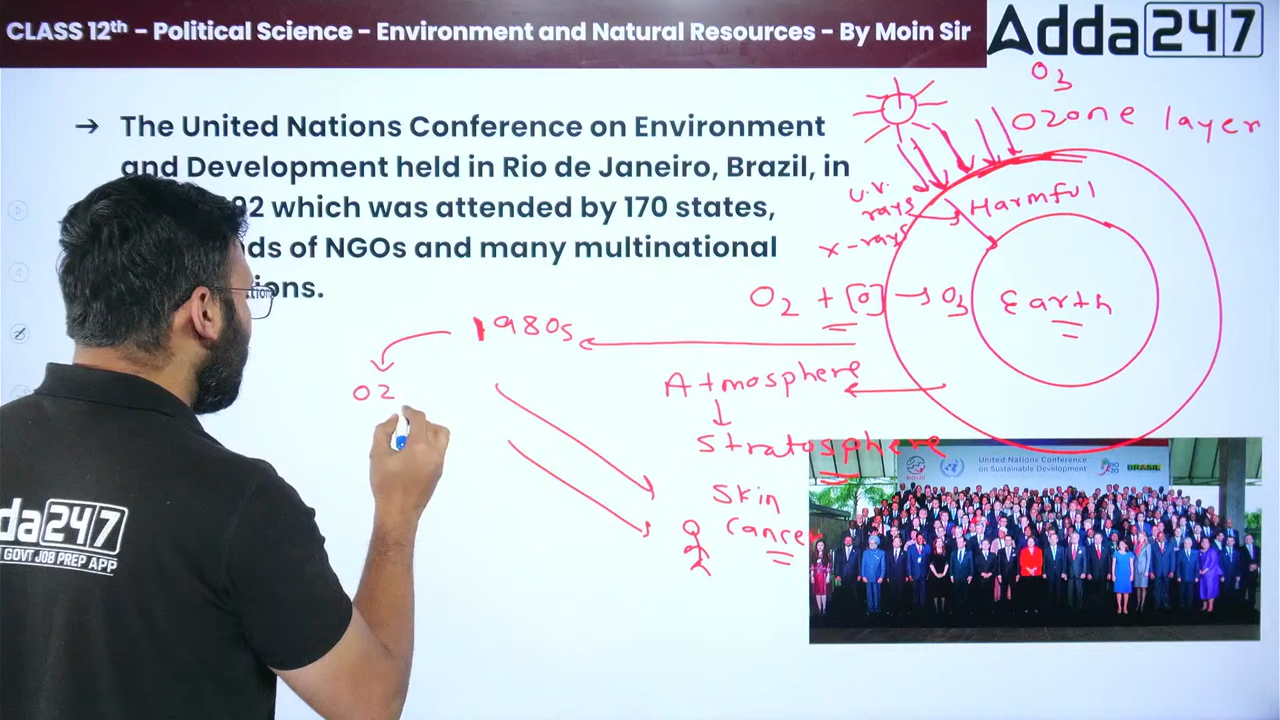 CLASS 12th – Political Science – Environment and Natural Resources – By Moin Sir
Adda247
→ The United Nations Conference on Environment
and Development held in Rio de Janeiro, Brazil, in
92 which was attended by 170 states,
ds of NGOs and many multinational
ions.
O3
Ozone layer
U.V. rays
x-rays
Harmful
O2 + [O] → O3
Earth
1980s
O2
Atmosphere
Stratosphere
Skin
Cancer
United Nations Conference
on Sustainable Development
RIO+20
BRASIL
da247
GOVT JOB PREP APP